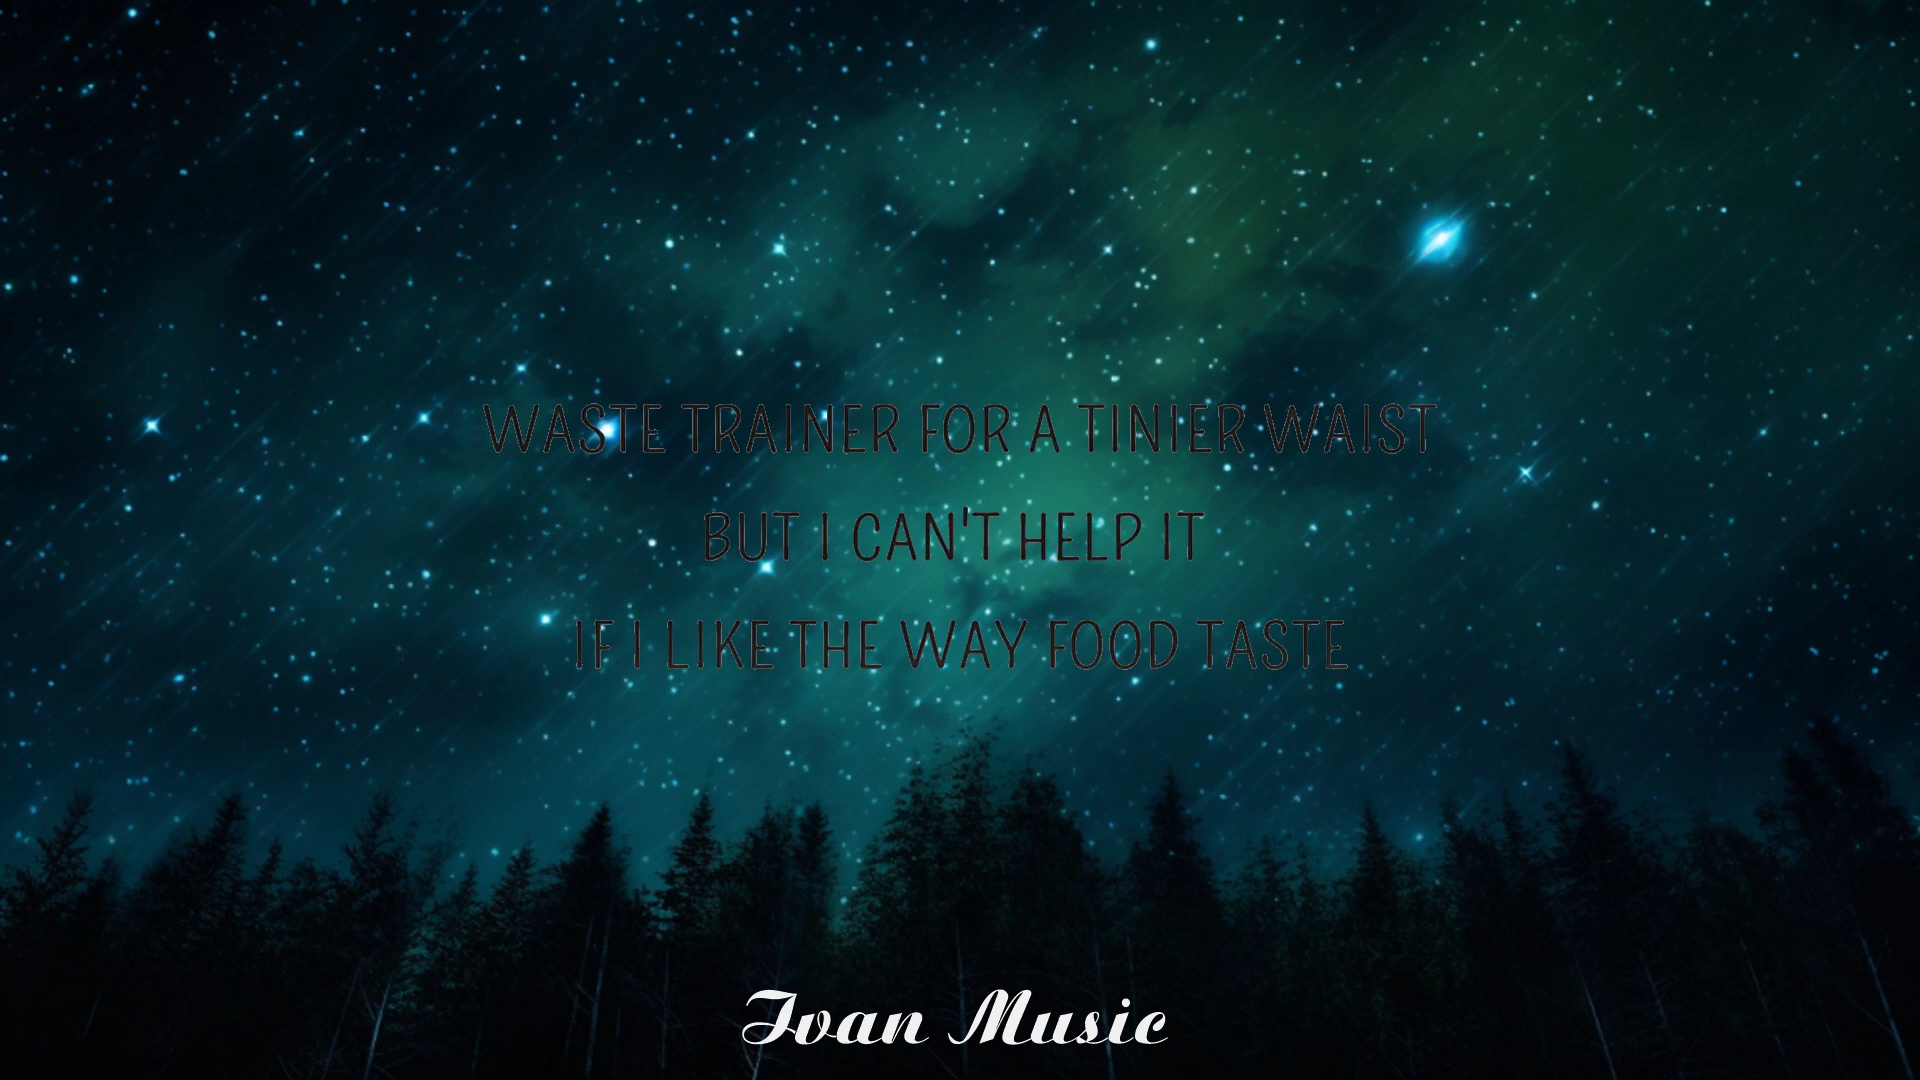 WASTE TRAINER FOR A TINIER WAIST
BUT I CAN'T HELP IT
IF I LIKE THE WAY FOOD TASTE
Ivan Music